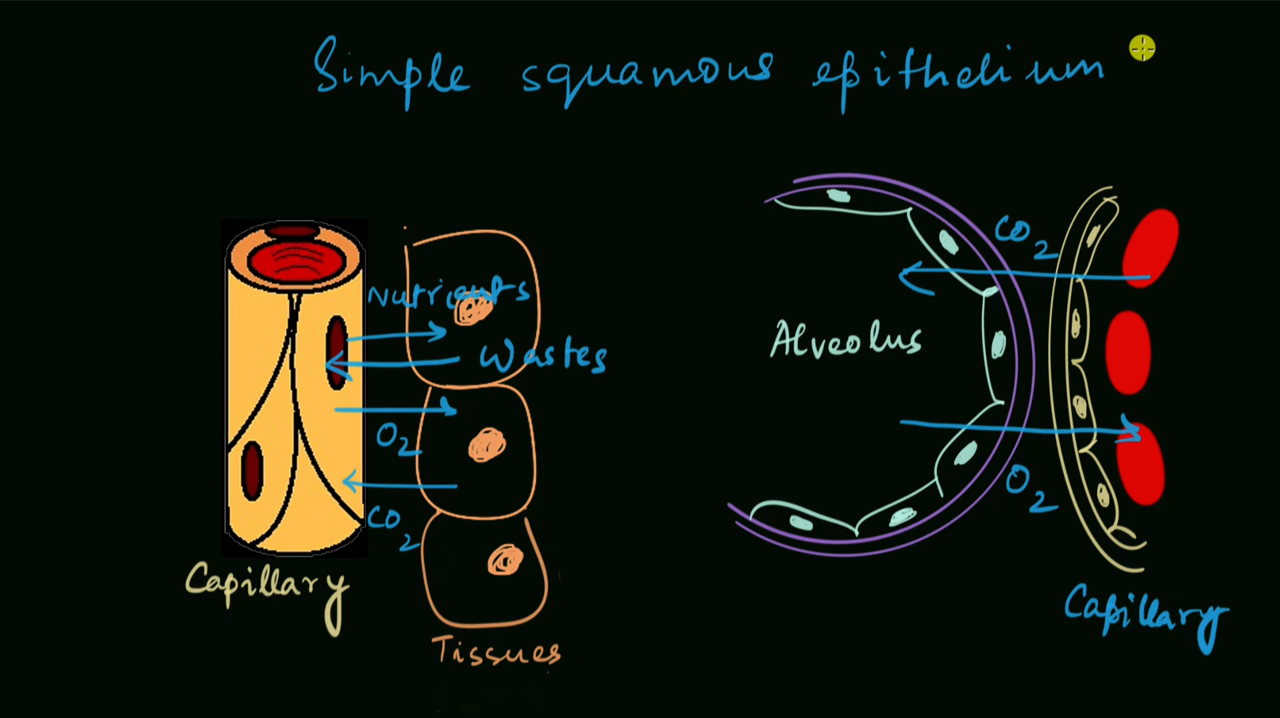 Simple squamous epithelium
Nutrients
Wastes
O2
CO2
Capillary
Tissues
CO2
Alveolus
O2
Capillary